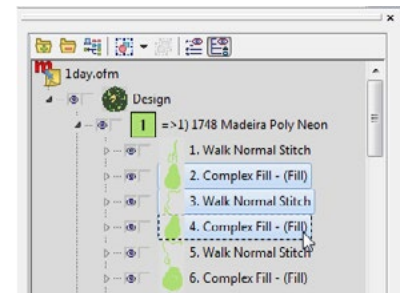 1day.ofm
Design
1 =>1) 1748 Madeira Poly Neon
1. Walk Normal Stitch
2. Complex Fill - (Fill)
3. Walk Normal Stitch
4. Complex Fill - (Fill)
5. Walk Normal Stitch
6. Complex Fill - (Fill)